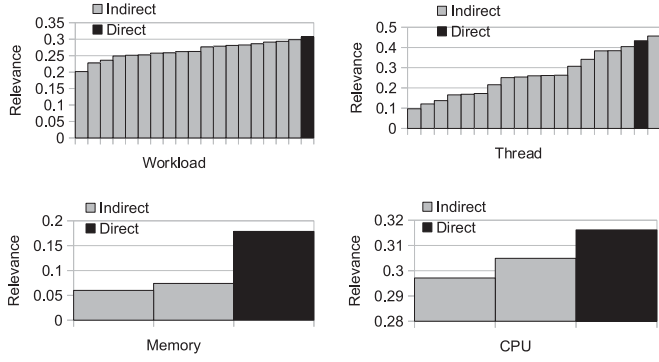 Relevance
0.35
0.3
0.25
0.2
0.15
0.1
0.05
0
Indirect
Direct
Workload
Relevance
0.5
0.4
0.3
0.2
0.1
0
Indirect
Direct
Thread
Relevance
0.2
0.15
0.1
0.05
0
Indirect
Direct
Memory
Relevance
0.32
0.31
0.3
0.29
0.28
Indirect
Direct
CPU